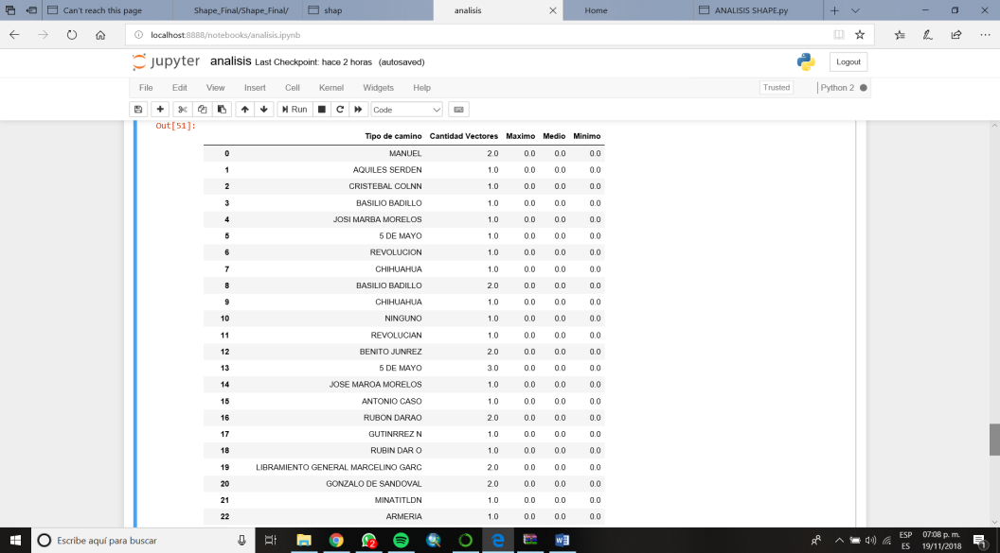 Can't reach this page
Shape_Final/Shape_Final/
shap
analisis
Home
ANALISIS SHAPE.py
localhost:8888/notebooks/analisis.ipynb
jupyter analisis Last Checkpoint: hace 2 horas (autosaved)
Logout
File Edit View Insert Cell Kernel Widgets Help
Trusted
Python 2
Run
Code
Out[51]:
Tipo de camino Cantidad Vectores Maximo Medio Minimo
0 MANUEL 2.0 0.0 0.0 0.0
1 AQUILES SERDEN 1.0 0.0 0.0 0.0
2 CRISTEBAL COLNN 1.0 0.0 0.0 0.0
3 BASILIO BADILLO 1.0 0.0 0.0 0.0
4 JOSI MARBA MORELOS 1.0 0.0 0.0 0.0
5 5 DE MAYO 1.0 0.0 0.0 0.0
6 REVOLUCION 1.0 0.0 0.0 0.0
7 CHIHUAHUA 1.0 0.0 0.0 0.0
8 BASILIO BADILLO 2.0 0.0 0.0 0.0
9 CHIHUAHUA 1.0 0.0 0.0 0.0
10 NINGUNO 1.0 0.0 0.0 0.0
11 REVOLUCIAN 1.0 0.0 0.0 0.0
12 BENITO JUNREZ 2.0 0.0 0.0 0.0
13 5 DE MAYO 3.0 0.0 0.0 0.0
14 JOSE MAROA MORELOS 1.0 0.0 0.0 0.0
15 ANTONIO CASO 1.0 0.0 0.0 0.0
16 RUBON DARAO 2.0 0.0 0.0 0.0
17 GUTINRREZ N 1.0 0.0 0.0 0.0
18 RUBIN DAR O 1.0 0.0 0.0 0.0
19 LIBRAMIENTO GENERAL MARCELINO GARC 2.0 0.0 0.0 0.0
20 GONZALO DE SANDOVAL 2.0 0.0 0.0 0.0
21 MINATITLDN 1.0 0.0 0.0 0.0
22 ARMERIA 1.0 0.0 0.0 0.0
Escribe aquí para buscar
2
ESP
ES
07:08 p. m.
19/11/2018
1